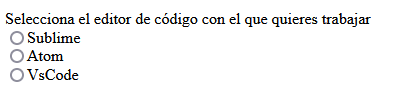 Selecciona el editor de código con el que quieres trabajar
Sublime
Atom
VsCode